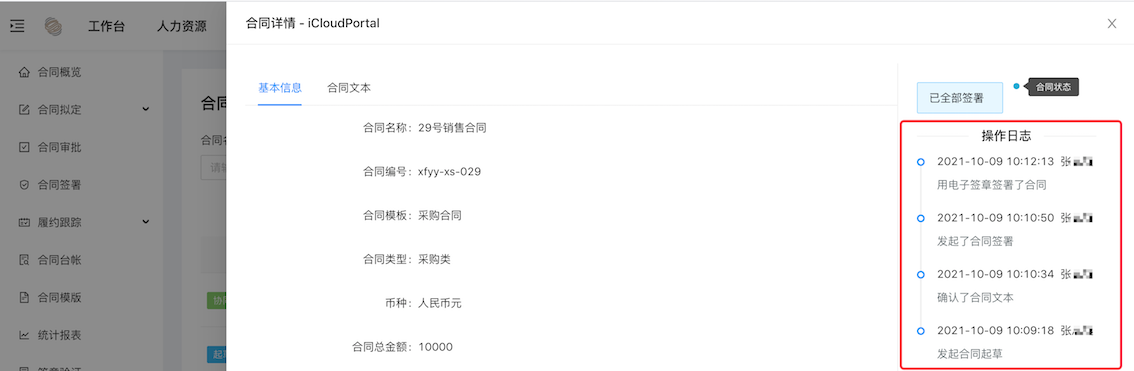 工作台
人力资源
合同概览
合同拟定
合同审批
合同签署
履约跟踪
合同台帐
合同模版
统计报表
合同详情 - iCloudPortal
基本信息
合同文本
合同名称：29号销售合同
合同编号：xfyy-xs-029
合同模板：采购合同
合同类型：采购类
币种：人民币元
合同总金额：10000
已全部签署
合同状态
操作日志
2021-10-09 10:12:13 张
用电子签章签署了合同
2021-10-09 10:10:50 张
发起了合同签署
2021-10-09 10:10:34 张
确认了合同文本
2021-10-09 10:09:18 张
发起合同起草